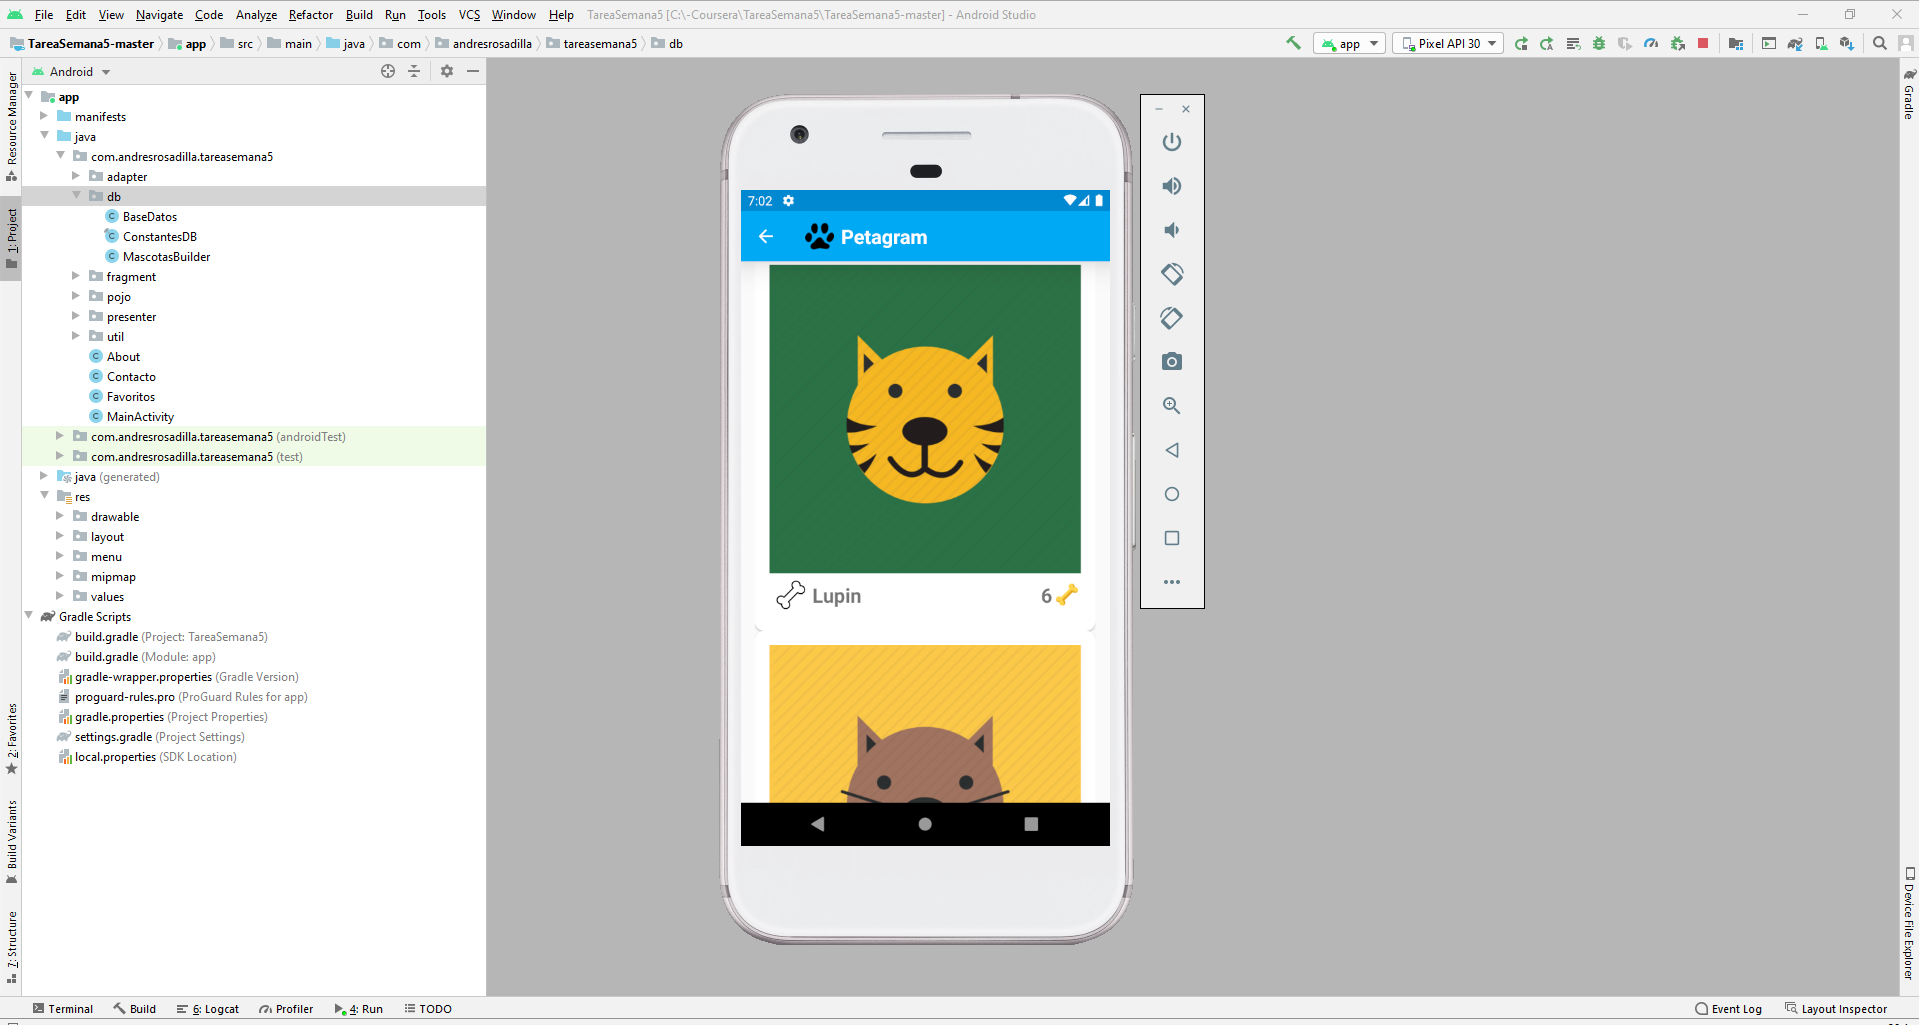 File Edit View Navigate Code Analyze Refactor Build Run Tools VCS Window Help TareaSemana5 [C:\-Coursera\TareaSemana5\TareaSemana5-master] - Android Studio
TareaSemana5-master app src main java com andresrosadilla tareasemana5 db app Pixel API 30
Resource Manager
1: Project
2: Favorites
Build Variants
7: Structure
Android
app
manifests
java
com.andresrosadilla.tareasemana5
adapter
db
BaseDatos
ConstantesDB
MascotasBuilder
fragment
pojo
presenter
util
About
Contacto
Favoritos
MainActivity
com.andresrosadilla.tareasemana5 (androidTest)
com.andresrosadilla.tareasemana5 (test)
java (generated)
res
drawable
layout
menu
mipmap
values
Gradle Scripts
build.gradle (Project: TareaSemana5)
build.gradle (Module: app)
gradle-wrapper.properties (Gradle Version)
proguard-rules.pro (ProGuard Rules for app)
gradle.properties (Project Properties)
settings.gradle (Project Settings)
local.properties (SDK Location)
7:02
Petagram
Lupin 6
Gradle
Device File Explorer
Terminal Build 6: Logcat Profiler 4: Run TODO Event Log Layout Inspector